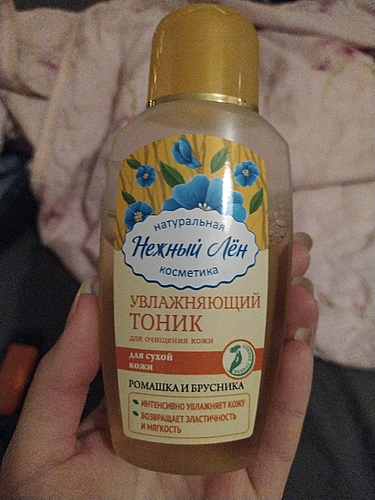 натуральная
Нежный Лён
косметика
УВЛАЖНЯЮЩИЙ
ТОНИК
для очищения кожи
для сухой
кожи
РОМАШКА И БРУСНИКА
ИНТЕНСИВНО УВЛАЖНЯЕТ КОЖУ
ВОЗВРАЩАЕТ ЭЛАСТИЧНОСТЬ
И МЯГКОСТЬ